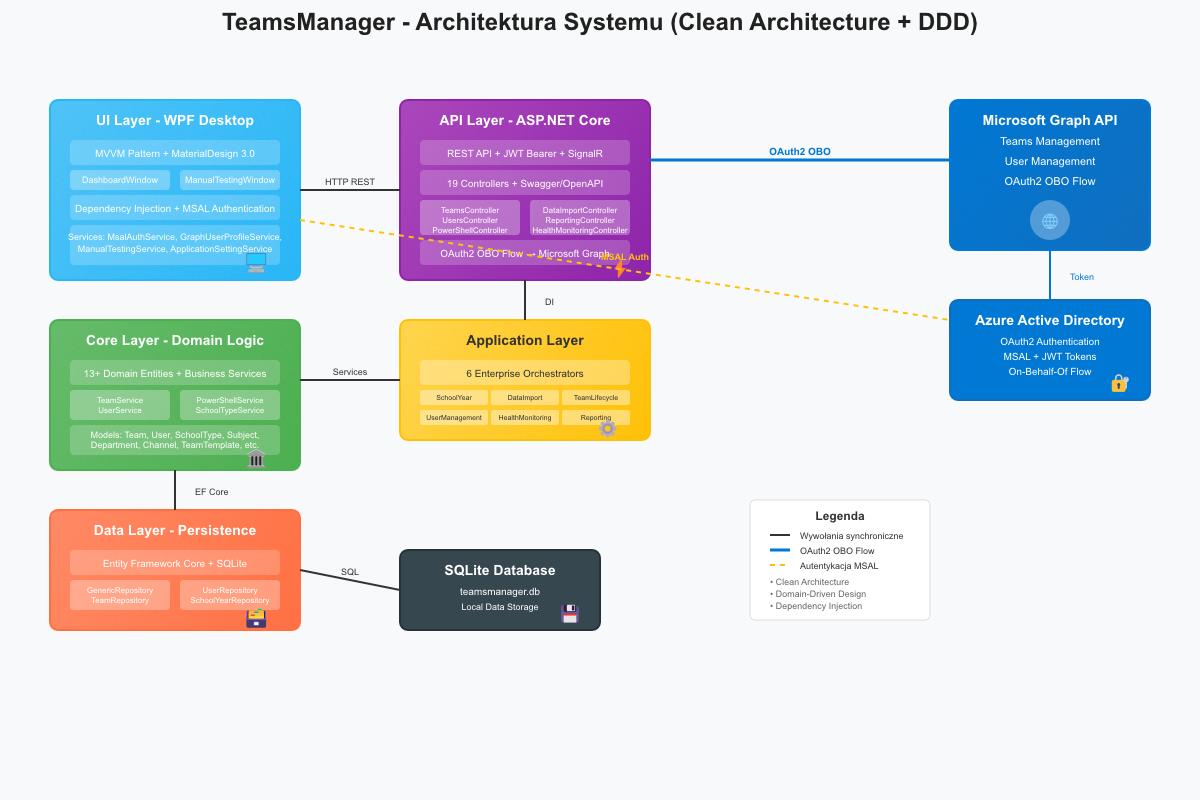 TeamsManager - Architektura Systemu (Clean Architecture + DDD)
UI Layer - WPF Desktop
MVVM Pattern + MaterialDesign 3.0
DashboardWindow
ManualTestingWindow
Dependency Injection + MSAL Authentication
Services: MsalAuthService, GraphUserProfileService,
ManualTestingService, ApplicationSettingService
HTTP REST
API Layer - ASP.NET Core
REST API + JWT Bearer + SignalR
19 Controllers + Swagger/OpenAPI
TeamsController
UsersController
PowerShellController
DataImportController
ReportingController
HealthMonitoringController
OAuth2 OBO Flow → Microsoft Graph
MSAL Auth
OAuth2 OBO
Microsoft Graph API
Teams Management
User Management
OAuth2 OBO Flow
Token
DI
Azure Active Directory
OAuth2 Authentication
MSAL + JWT Tokens
On-Behalf-Of Flow
Core Layer - Domain Logic
13+ Domain Entities + Business Services
TeamService
UserService
PowerShellService
SchoolTypeService
Models: Team, User, SchoolType, Subject,
Department, Channel, TeamTemplate, etc.
Services
Application Layer
6 Enterprise Orchestrators
SchoolYear
DataImport
TeamLifecycle
UserManagement
HealthMonitoring
Reporting
EF Core
Data Layer - Persistence
Entity Framework Core + SQLite
GenericRepository
TeamRepository
UserRepository
SchoolYearRepository
SQL
SQLite Database
teamsmanager.db
Local Data Storage
Legenda
Wywołania synchroniczne
OAuth2 OBO Flow
Autentykacja MSAL
• Clean Architecture
• Domain-Driven Design
• Dependency Injection